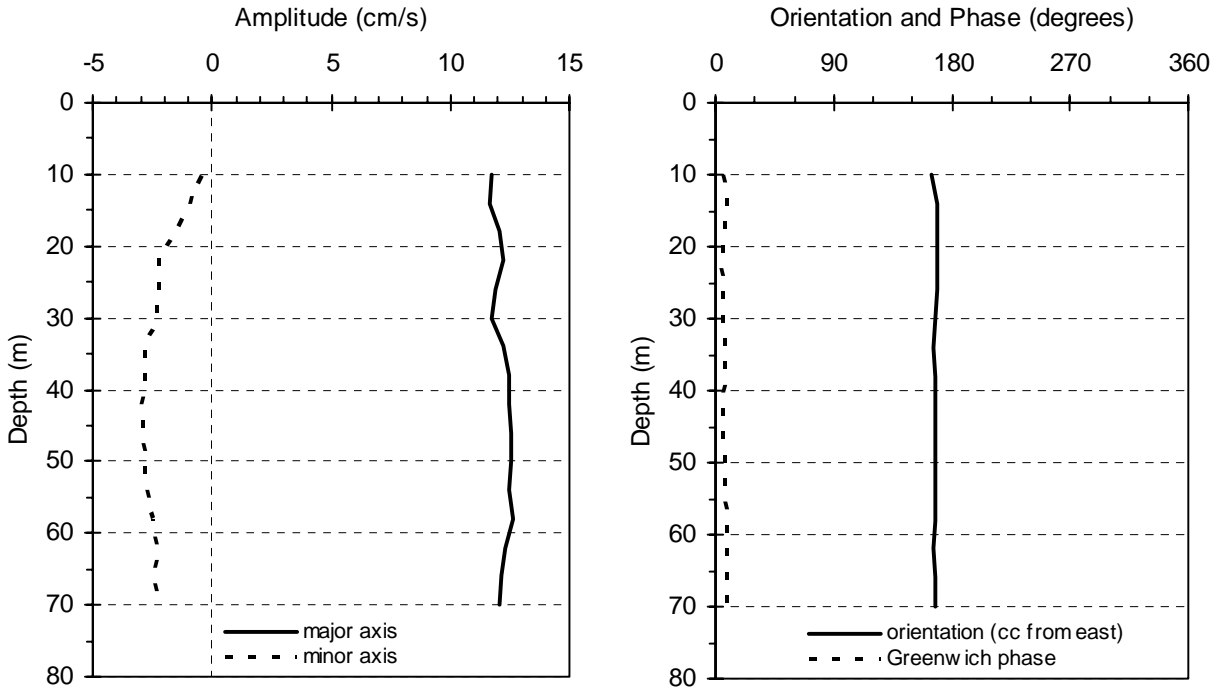 Amplitude (cm/s)
-5 0 5 10 15
0
10
20
30
40
50
60
70
80
Depth (m)
major axis
minor axis
Orientation and Phase (degrees)
0 90 180 270 360
0
10
20
30
40
50
60
70
80
Depth (m)
orientation (cc from east)
Greenwich phase